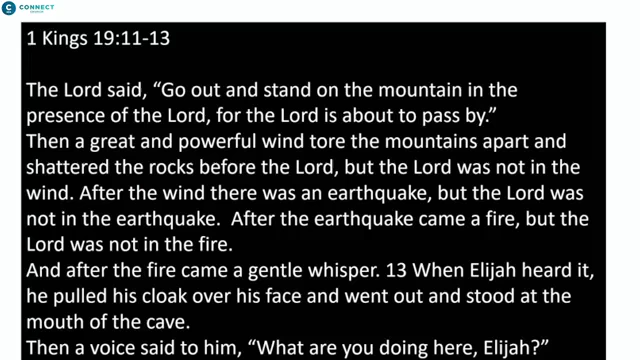 CONNECT
1 Kings 19:11-13
The Lord said, “Go out and stand on the mountain in the
presence of the Lord, for the Lord is about to pass by.”
Then a great and powerful wind tore the mountains apart and
shattered the rocks before the Lord, but the Lord was not in the
wind. After the wind there was an earthquake, but the Lord was
not in the earthquake.  After the earthquake came a fire, but the
Lord was not in the fire.
And after the fire came a gentle whisper. 13 When Elijah heard it,
he pulled his cloak over his face and went out and stood at the
mouth of the cave.
Then a voice said to him, “What are you doing here, Elijah?”